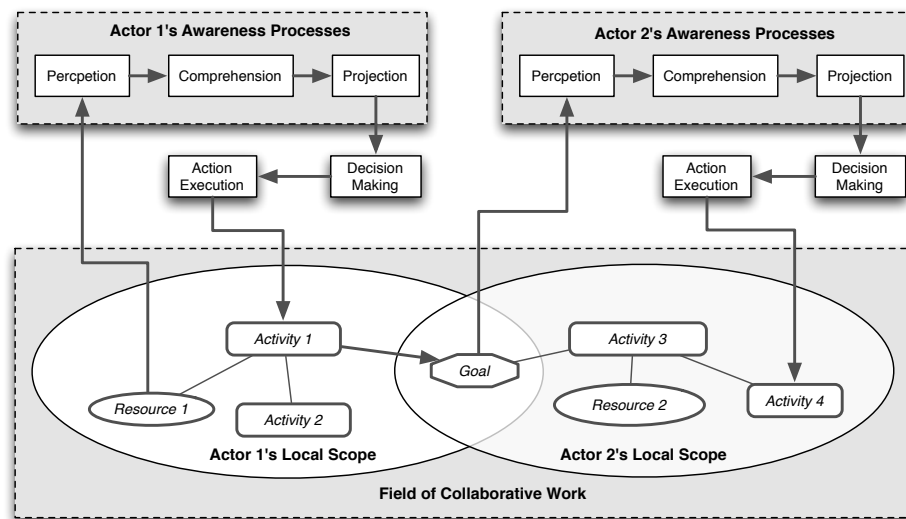 Actor 1's Awareness Processes
Percpetion
Comprehension
Projection
Action
Execution
Decision
Making
Actor 2's Awareness Processes
Percpetion
Comprehension
Projection
Action
Execution
Decision
Making
Activity 1
Resource 1
Activity 2
Actor 1's Local Scope
Goal
Activity 3
Resource 2
Activity 4
Actor 2's Local Scope
Field of Collaborative Work